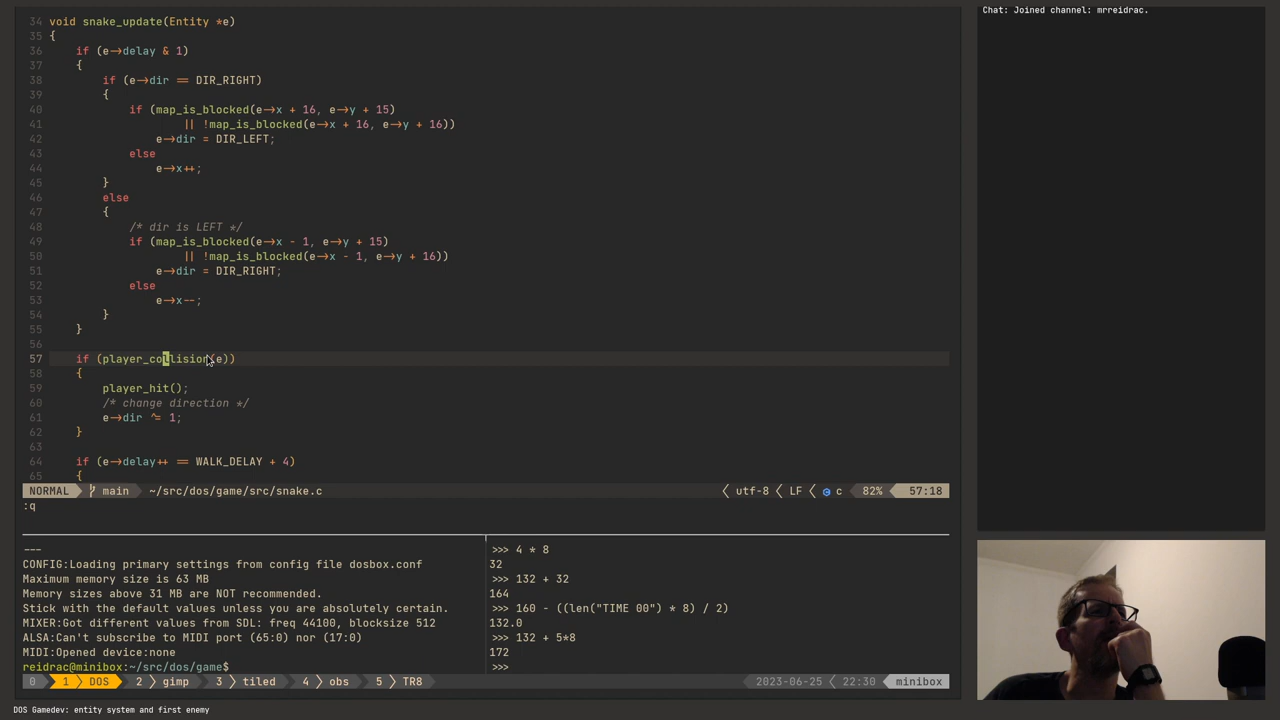 34 void snake_update(Entity *e)
35 {
36     if (e→delay & 1)
37     {
38         if (e→dir == DIR_RIGHT)
39         {
40             if (map_is_blocked(e→x + 16, e→y + 15)
41                     || !map_is_blocked(e→x + 16, e→y + 16))
42                 e→dir = DIR_LEFT;
43             else
44                 e→x++;
45         }
46         else
47         {
48             /* dir is LEFT */
49             if (map_is_blocked(e→x - 1, e→y + 15)
50                     || !map_is_blocked(e→x - 1, e→y + 16))
51                 e→dir = DIR_RIGHT;
52             else
53                 e→x--;
54         }
55     }
56
57     if (player_collision(e))
58     {
59         player_hit();
60         /* change direction */
61         e→dir ^= 1;
62     }
63
64     if (e→delay++ == WALK_DELAY + 4)
65     {
NORMAL main ~/src/dos/game/src/snake.c utf-8 LF c 82% 57:18
:q
---
CONFIG:Loading primary settings from config file dosbox.conf
Maximum memory size is 63 MB
Memory sizes above 31 MB are NOT recommended.
Stick with the default values unless you are absolutely certain.
MIXER:Got different values from SDL: freq 44100, blocksize 512
ALSA:Can't subscribe to MIDI port (65:0) nor (17:0)
MIDI:Opened device:none
reidrac@minibox:~/src/dos/game$
>>> 4 * 8
32
>>> 132 + 32
164
>>> 160 - ((len("TIME 00") * 8) / 2)
132.0
>>> 132 + 5*8
172
>>>
0 1 DOS 2 gimp 3 tiled 4 obs 5 TR8 2023-06-25 22:30 minibox
DOS Gamedev: entity system and first enemy
Chat: Joined channel: mrreidrac.